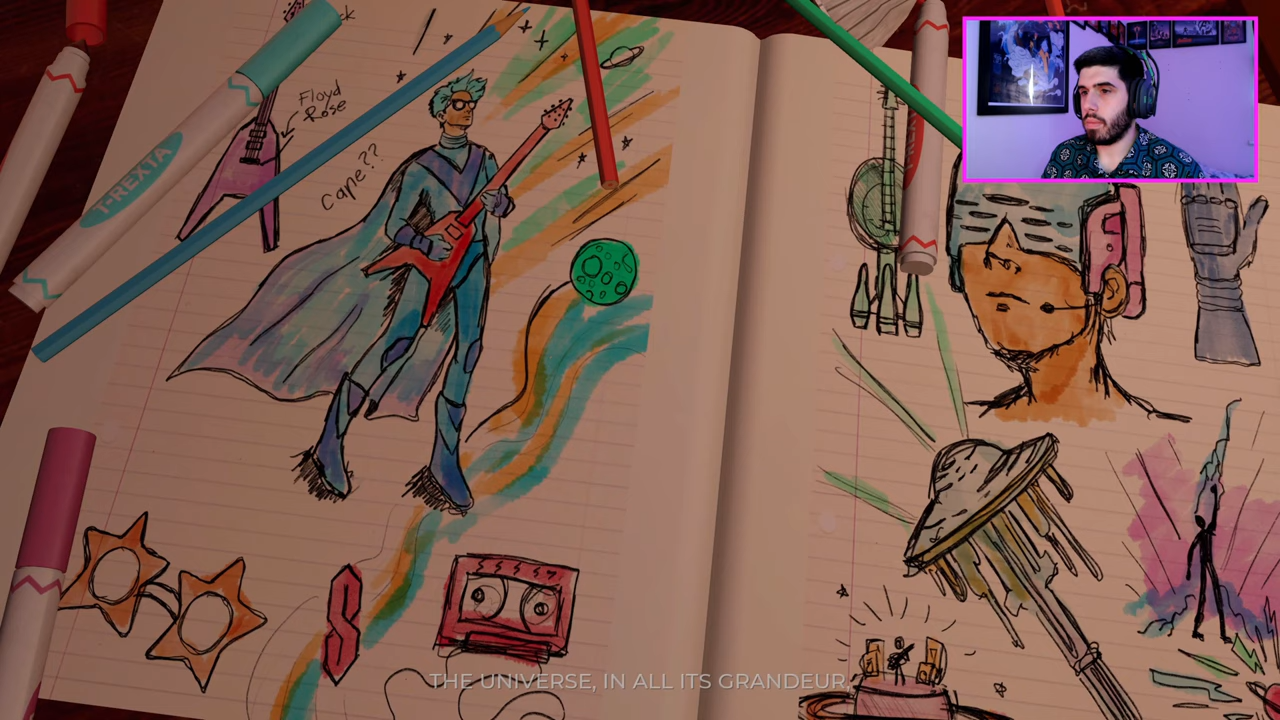 Floyd
Rose
T-REXTA
cape??
THE UNIVERSE, IN ALL ITS GRANDEUR,